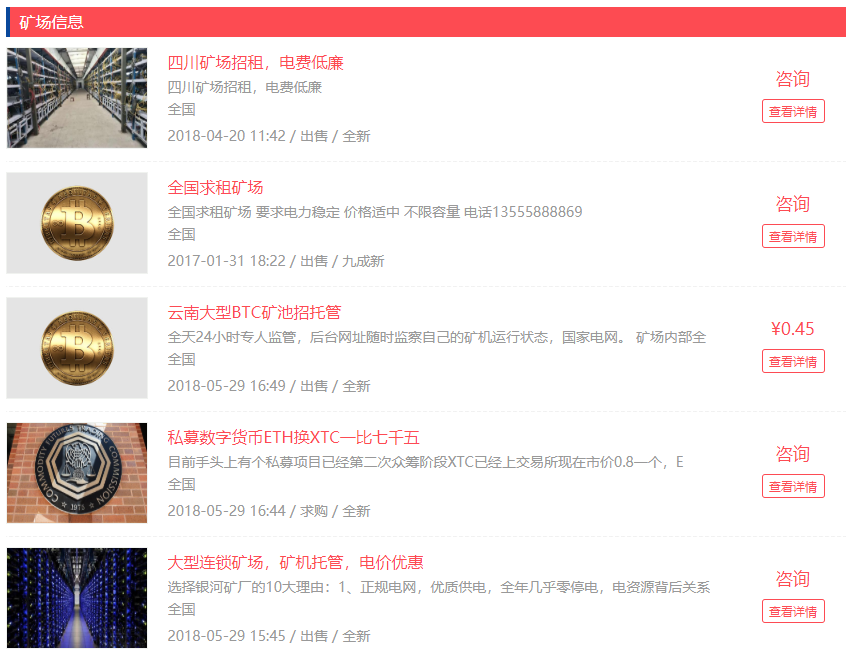 矿场信息
四川矿场招租，电费低廉
四川矿场招租，电费低廉
全国
2018-04-20 11:42 / 出售 / 全新
咨询
查看详情
全国求租矿场
全国求租矿场 要求电力稳定 价格适中 不限容量 电话13555888869
全国
2017-01-31 18:22 / 出售 / 九成新
咨询
查看详情
云南大型BTC矿池招托管
全天24小时专人监管，后台网址随时监察自己的矿机运行状态，国家电网。 矿场内部全
全国
2018-05-29 16:49 / 出售 / 全新
¥0.45
查看详情
私募数字货币ETH换XTC一比七千五
目前手头上有个私募项目已经第二次众筹阶段XTC已经上交易所现在市价0.8一个，E
全国
2018-05-29 16:44 / 求购 / 全新
咨询
查看详情
COMMODITY FUTURES TRADING COMMISSION
1975
大型连锁矿场，矿机托管，电价优惠
选择银河矿厂的10大理由：1、正规电网，优质供电，全年几乎零停电，电资源背后关系
全国
2018-05-29 15:45 / 出售 / 全新
咨询
查看详情